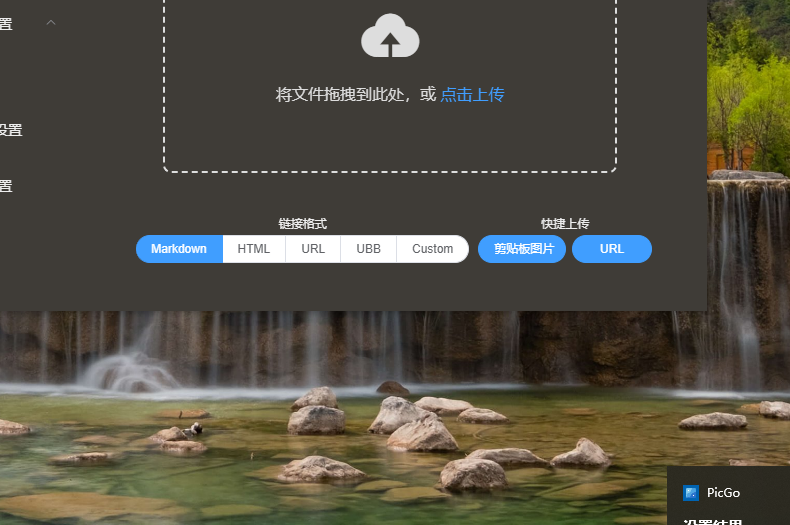 置
设置
置
将文件拖拽到此处，或 点击上传
链接格式
快捷上传
Markdown HTML URL UBB Custom
剪贴板图片 URL
PicGo
设置结果